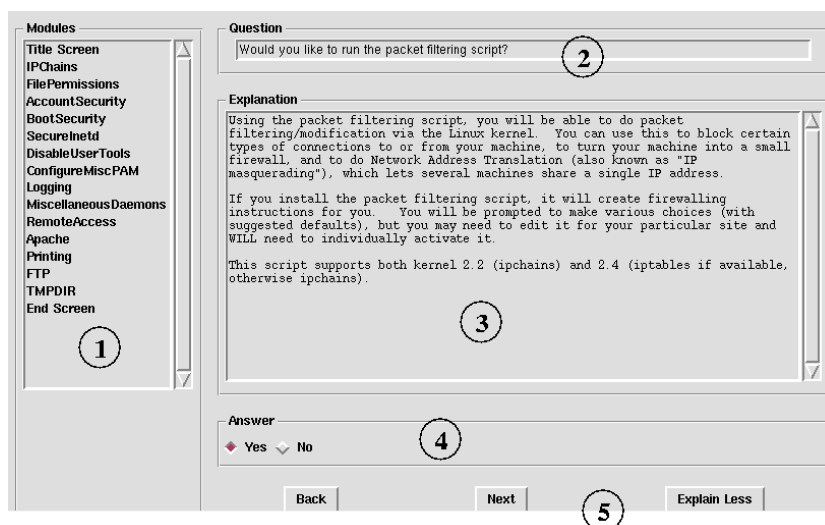 Modules
Title Screen
IPChains
FilePermissions
AccountSecurity
BootSecurity
SecureInetd
DisableUserTools
ConfigureMiscPAM
Logging
MiscellaneousDaemons
RemoteAccess
Apache
Printing
FTP
TMPDIR
End Screen
1
Question
Would you like to run the packet filtering script?
2
Explanation
Using the packet filtering script, you will be able to do packet
filtering/modification via the Linux kernel. You can use this to block certain
types of connections to or from your machine, to turn your machine into a small
firewall, and to do Network Address Translation (also known as "IP
masquerading"), which lets several machines share a single IP address.
If you install the packet filtering script, it will create firewalling
instructions for you. You will be prompted to make various choices (with
suggested defaults), but you may need to edit it for your particular site and
WILL need to individually activate it.
This script supports both kernel 2.2 (ipchains) and 2.4 (iptables if available,
otherwise ipchains).
3
Answer
Yes No
4
Back Next Explain Less
5